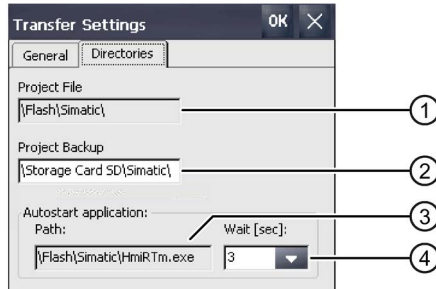 Transfer Settings OK
General Directories
Project File
\Flash\Simatic\
1
Project Backup
\Storage Card SD\Simatic\
2
Autostart application:
3
Path: Wait [sec]:
\Flash\Simatic\HmiRTm.exe 3
4